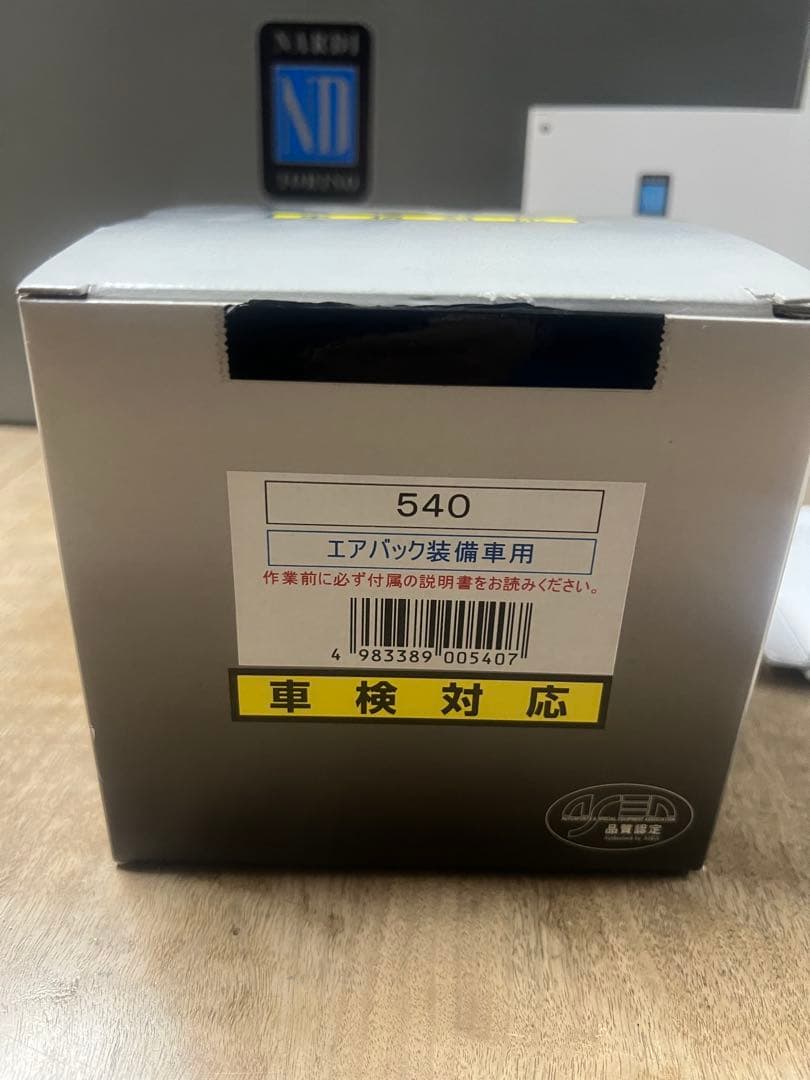 NARDI
ND
TORINO
540
エアバック装備車用
作業前に必ず付属の説明書をお読みください。
4 983389 005407
車検対応
ASEA
品質認定